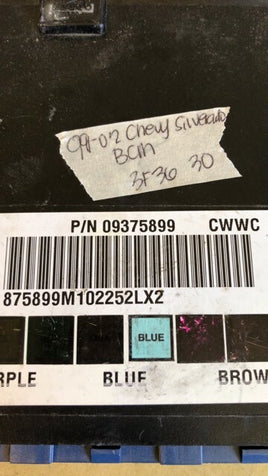 99-02 Chevy Silverado
BCM
3F36 30
P/N 09375899 CWWC
875899M102252LX2
BLUE
RPLE BLUE BROW